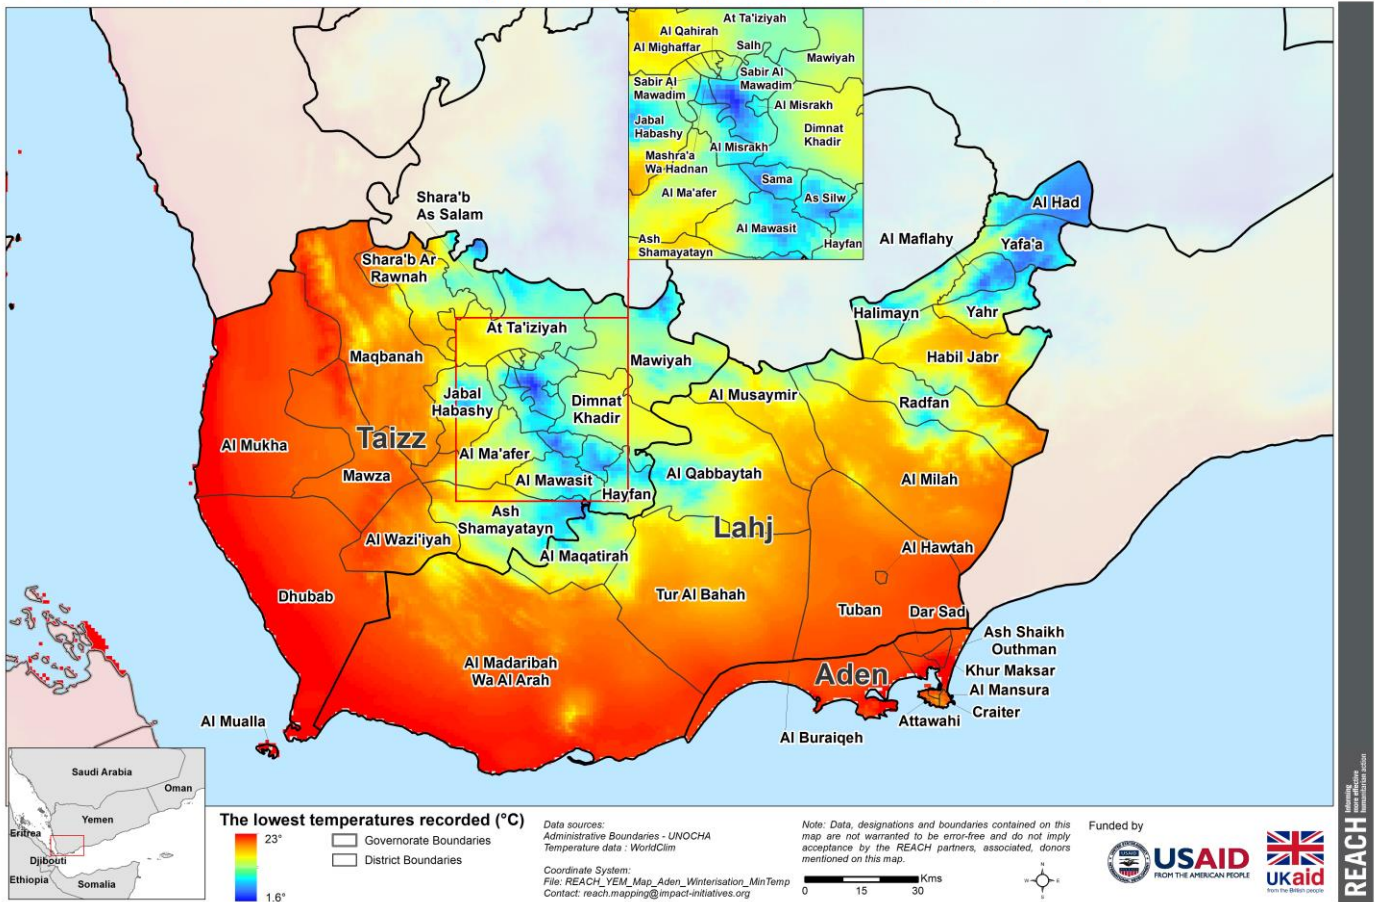 At Ta'iziyah
Al Qahirah
Al Mighaffar
Salh
Mawiyah
Sabir Al
Mawadim
Sabir Al
Mawadim
Al Misrakh
Jabal
Habashy
Dimnat
Khadir
Al Misrakh
Mashra'a
Wa Hadnan
Sama
Al Ma'afer
As Silw
Al Mawasit
Ash
Shamayatayn
Hayfan
Shara'b
As Salam
Al Had
Al Maflahy
Yafa'a
Shara'b Ar
Rawnah
Halimayn
Yahr
At Ta'iziyah
Maqbanah
Mawiyah
Habil Jabr
Jabal
Habashy
Dimnat
Khadir
Al Musaymir
Radfan
Taizz
Al Mukha
Al Ma'afer
Mawza
Al Mawasit
Al Qabbaytah
Al Milah
Hayfan
Ash
Shamayatayn
Lahj
Al Wazi'iyah
Al Maqatirah
Al Hawtah
Dhubab
Tur Al Bahah
Tuban
Dar Sad
Ash Shaikh
Outhman
Al Madaribah
Wa Al Arah
Aden
Khur Maksar
Al Mansura
Craiter
Al Mualla
Attawahi
Al Buraiqeh
Saudi Arabia
Oman
Yemen
Eritrea
Djibouti
Ethiopia
Somalia
The lowest temperatures recorded (°C)
23°
1.6°
Governorate Boundaries
District Boundaries
Data sources:
Administrative Boundaries - UNOCHA
Temperature data : WorldClim
Coordinate System:
File: REACH_YEM_Map_Aden_Winterisation_MinTemp
Contact: reach.mapping@impact-initiatives.org
Note: Data, designations and boundaries contained on this
map are not warranted to be error-free and do not imply
acceptance by the REACH partners, associated, donors
mentioned on this map.
Kms
0 15 30
N
W E
S
Funded by
USAID
USAID
FROM THE AMERICAN PEOPLE
UKaid
from the British people
REACH
Informing
more effective
humanitarian action